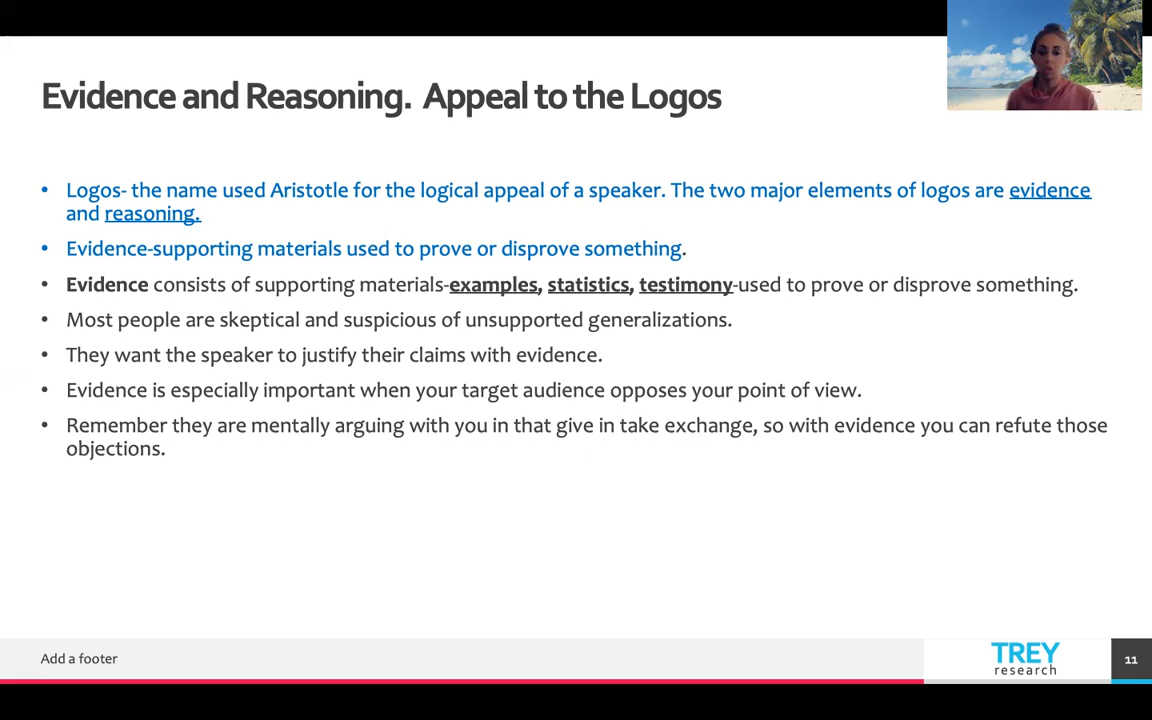 Evidence and Reasoning.  Appeal to the Logos
• Logos- the name used Aristotle for the logical appeal of a speaker. The two major elements of logos are evidence
and reasoning.
• Evidence-supporting materials used to prove or disprove something.
• Evidence consists of supporting materials-examples, statistics, testimony-used to prove or disprove something.
• Most people are skeptical and suspicious of unsupported generalizations.
• They want the speaker to justify their claims with evidence.
• Evidence is especially important when your target audience opposes your point of view.
• Remember they are mentally arguing with you in that give in take exchange, so with evidence you can refute those
objections.
Add a footer
TREY
research
11